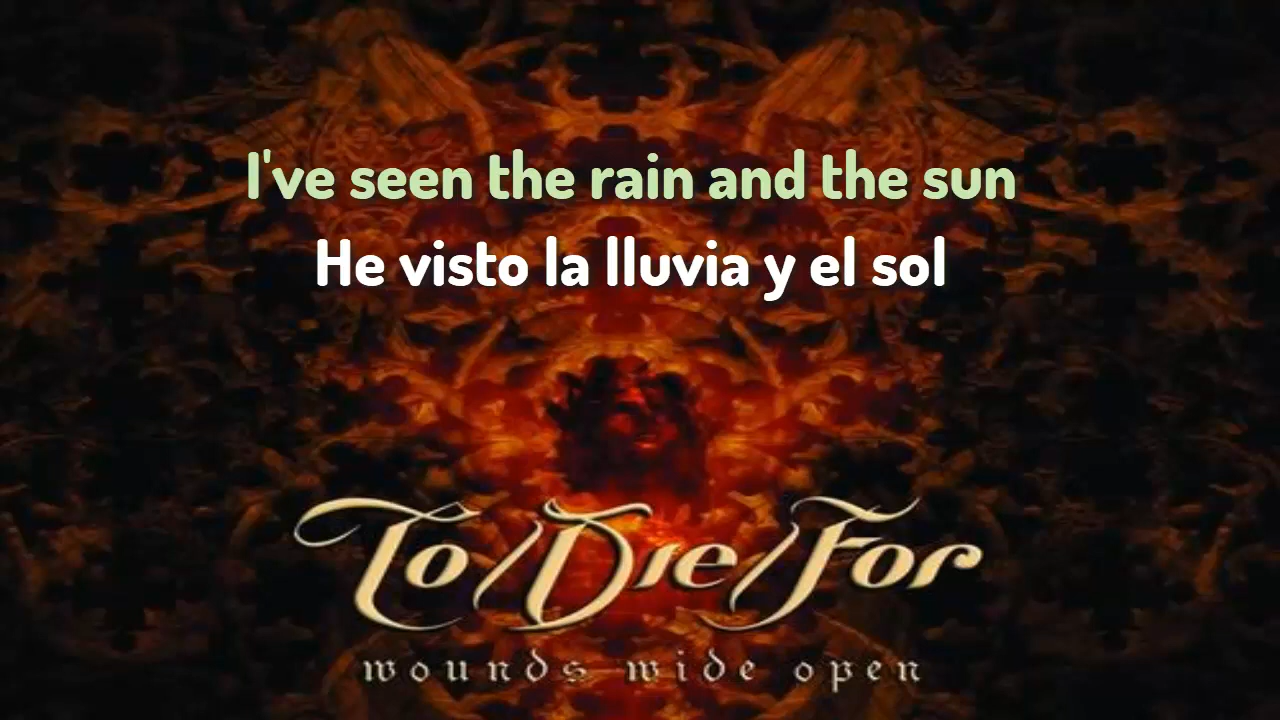 I've seen the rain and the sun
He visto la lluvia y el sol
To/Die/For
wounds wide open